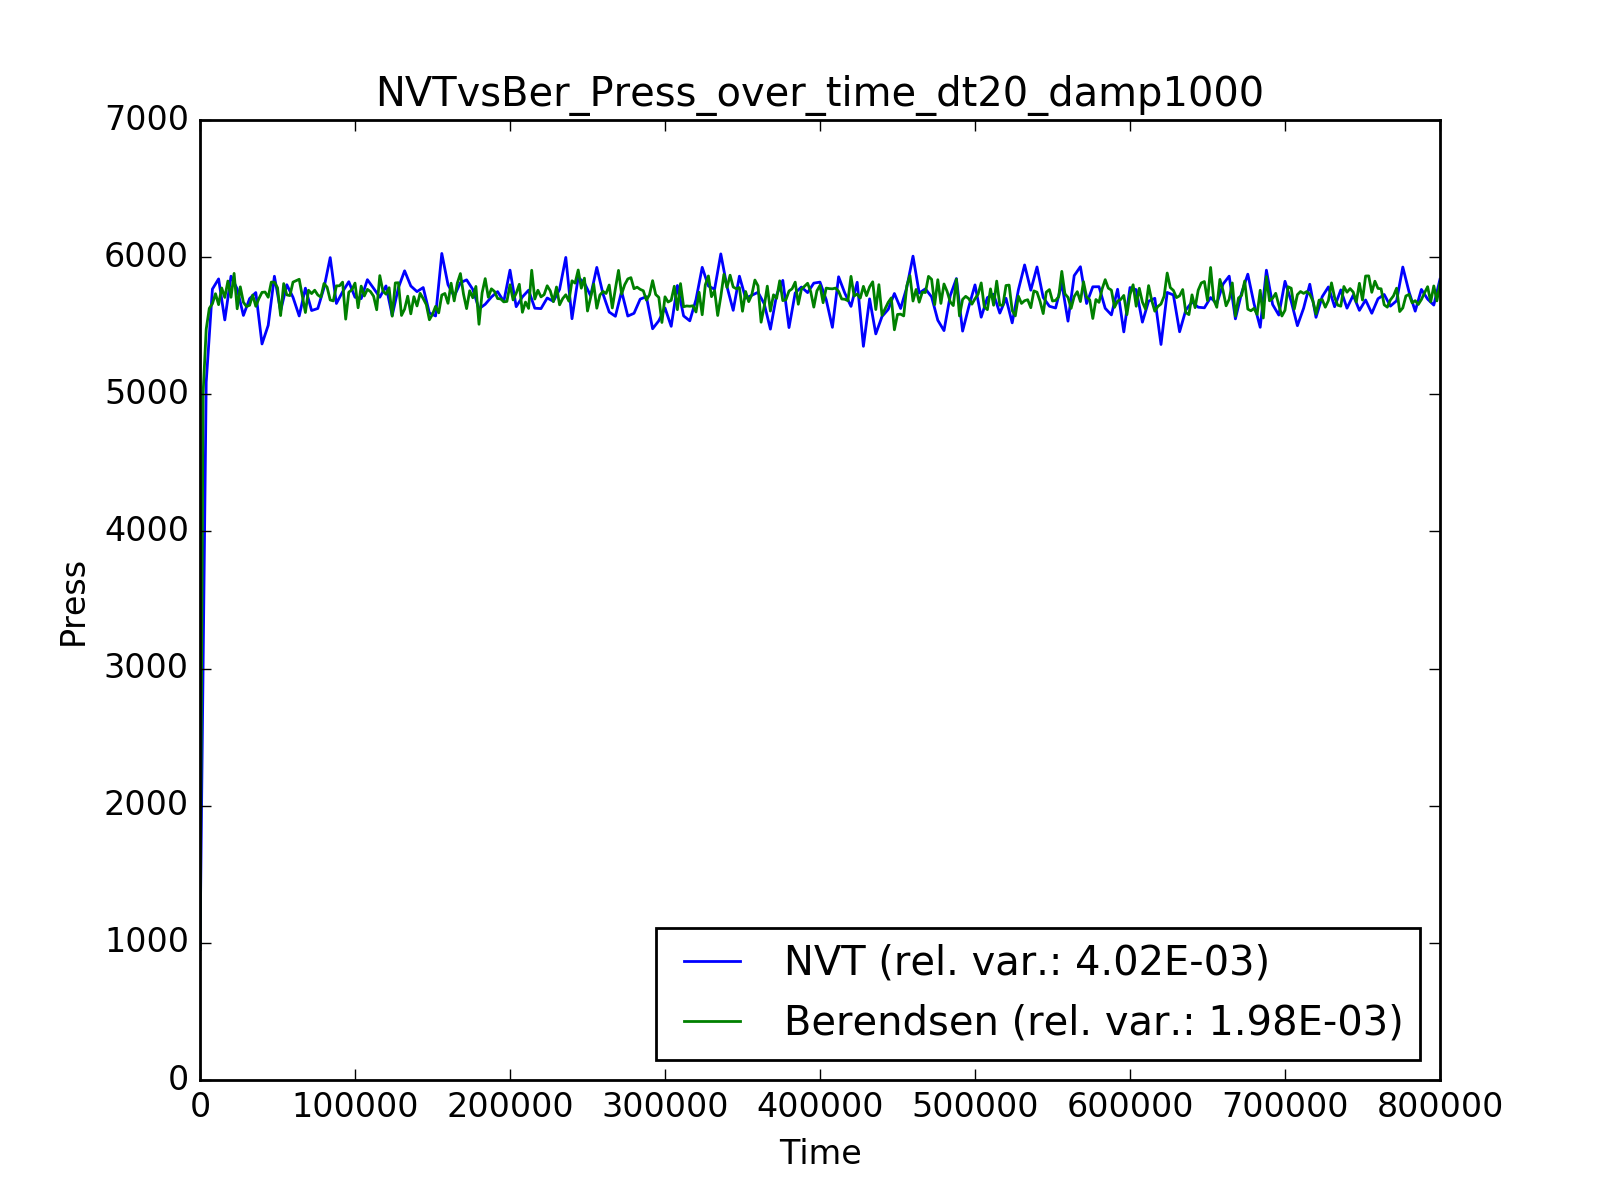 NVTvsBer_Press_over_time_dt20_damp1000
7000
6000
5000
4000
3000
2000
1000
0
Press
NVT (rel. var.: 4.02E-03)
Berendsen (rel. var.: 1.98E-03)
0 100000 200000 300000 400000 500000 600000 700000 800000
Time